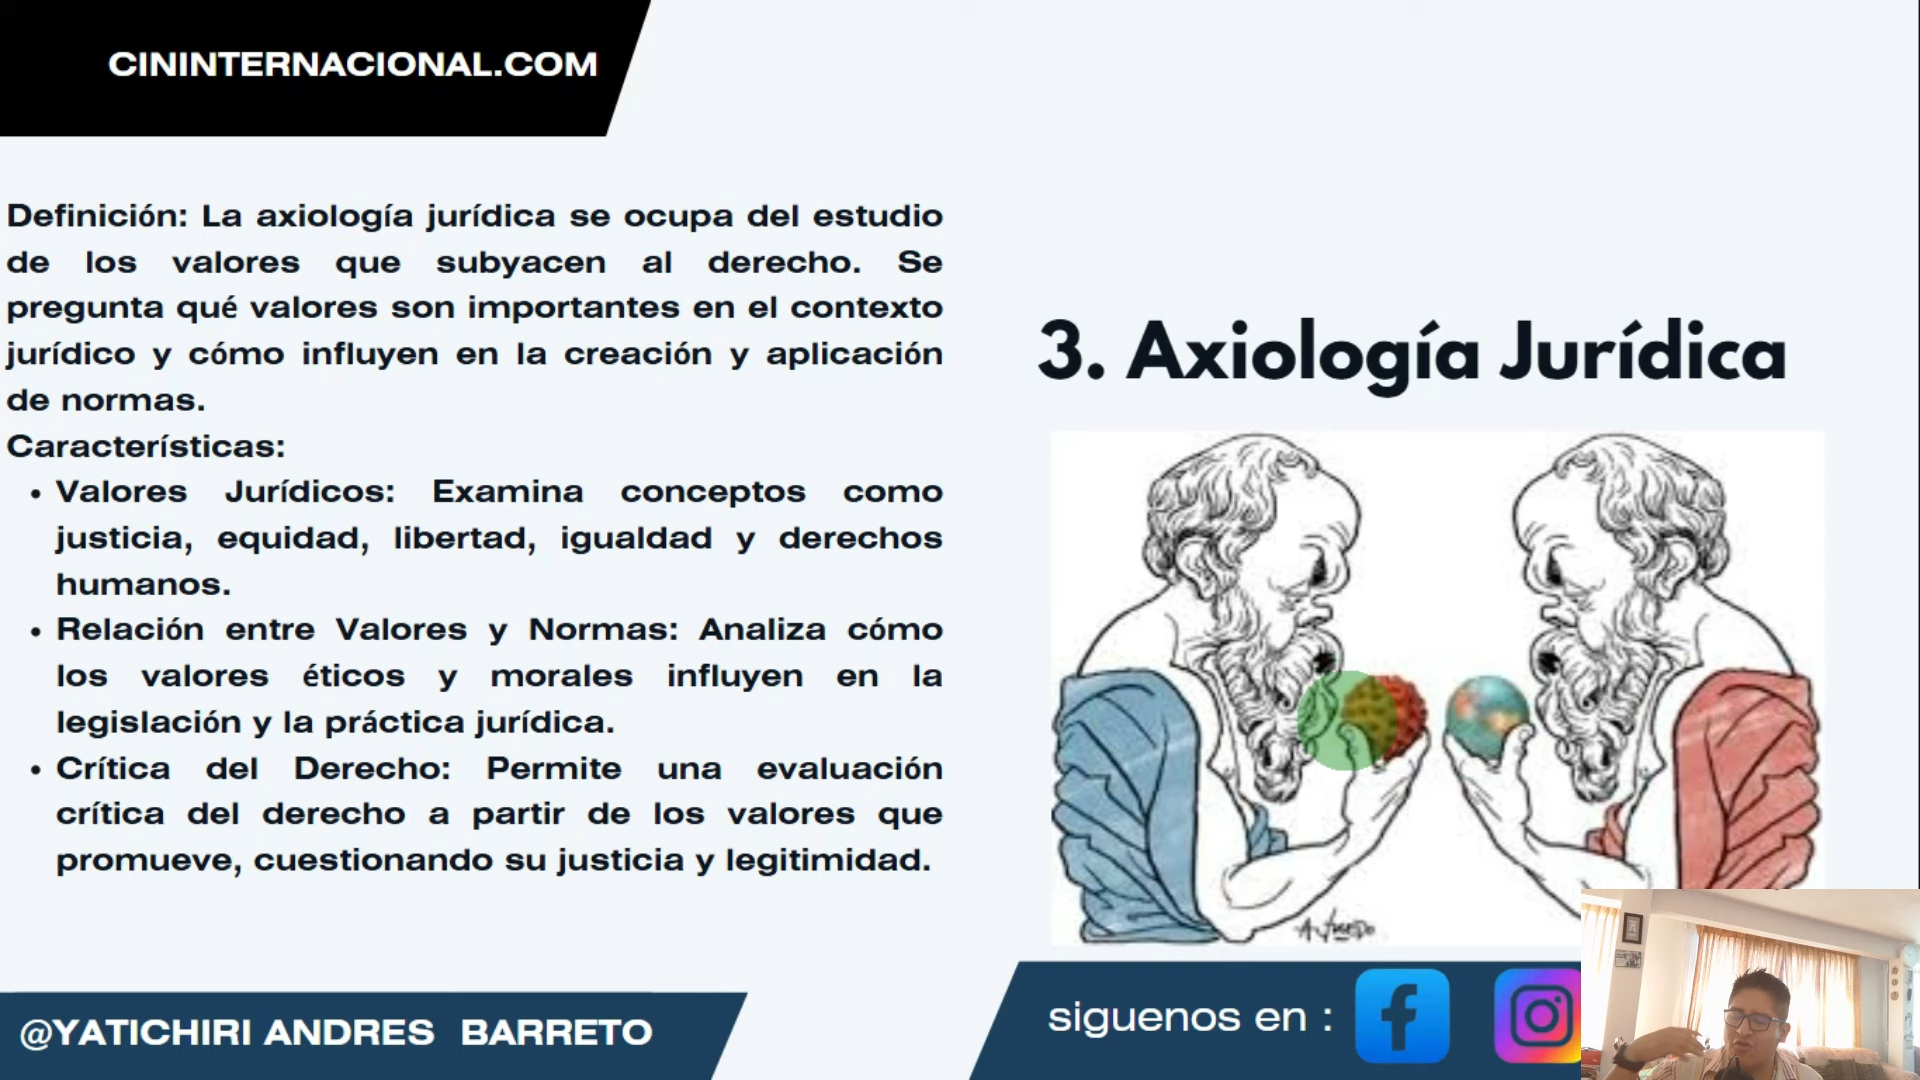 CININTERNACIONAL.COM
Definición: La axiología jurídica se ocupa del estudio
de los valores que subyacen al derecho. Se
pregunta qué valores son importantes en el contexto
jurídico y cómo influyen en la creación y aplicación
de normas.
Características:
• Valores Jurídicos: Examina conceptos como
justicia, equidad, libertad, igualdad y derechos
humanos.
• Relación entre Valores y Normas: Analiza cómo
los valores éticos y morales influyen en la
legislación y la práctica jurídica.
• Crítica del Derecho: Permite una evaluación
crítica del derecho a partir de los valores que
promueve, cuestionando su justicia y legitimidad.
3. Axiología Jurídica
@YATICHIRI ANDRES BARRETO
siguenos en :